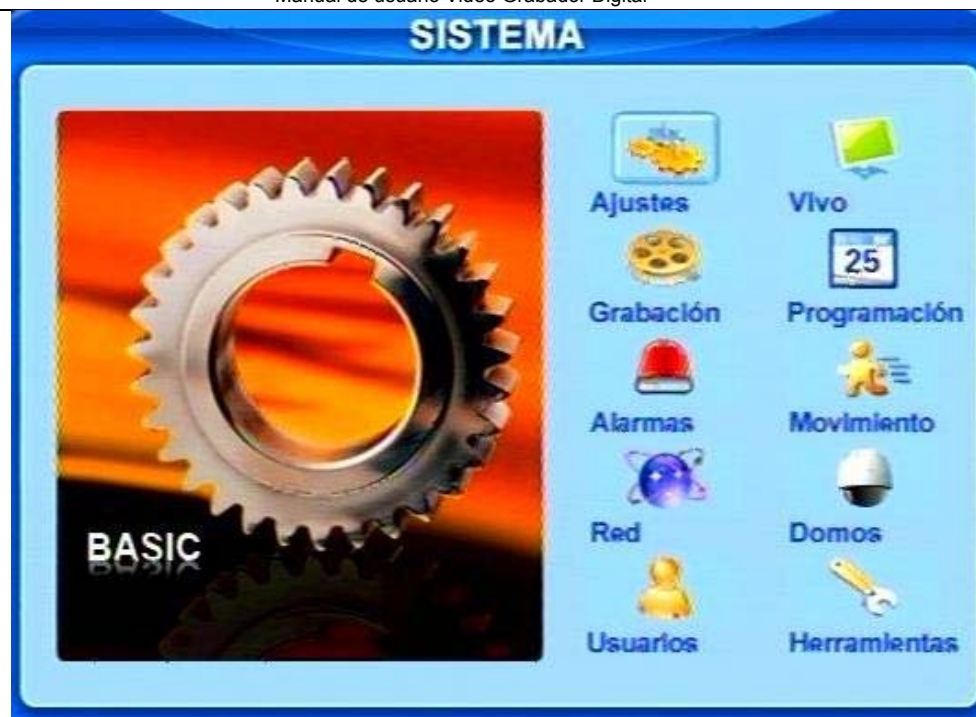 Manual de usuario Video Grabador Digital
SISTEMA
Ajustes
Vivo
Grabación
25
Programación
Alarmas
Movimiento
Red
Domos
BASIC
Usuarios
Herramientas